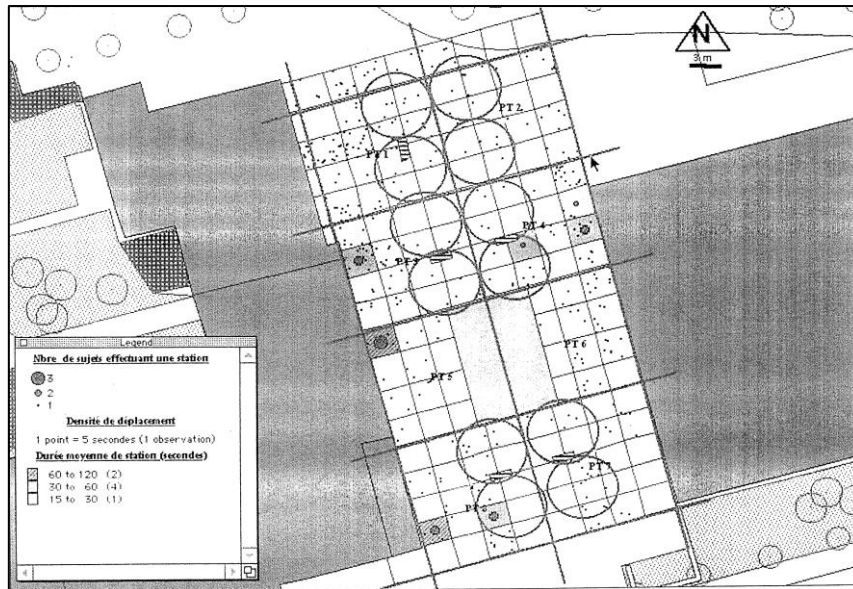 N
3 m
PT 2
PT 1
PT 4
PT 3
PT 6
PT 5
PT 7
Legend
Nbre de sujets effectuant une station
3
2
1
Densité de déplacement
1 point = 5 secondes (1 observation)
Durée moyenne de station (secondes)
60 to 120 (2)
30 to 60 (4)
15 to 30 (1)